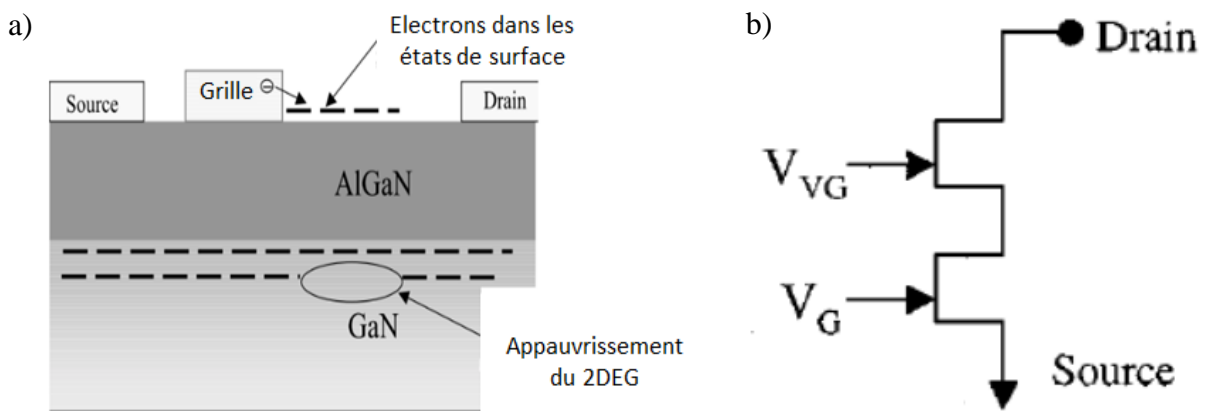 a)
Electrons dans les
états de surface
Source
Grille ⊖
Drain
AlGaN
GaN
Appauvrissement
du 2DEG
b)
Drain
V_VG
V_G
Source